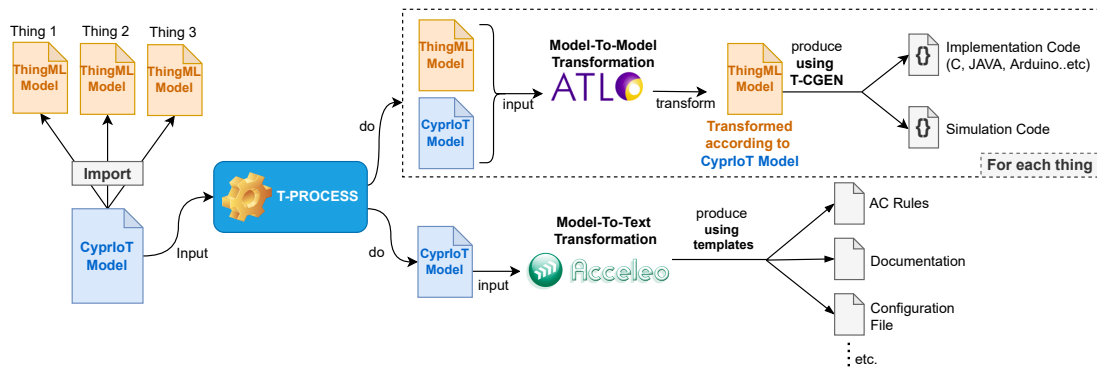 Thing 1
Thing 2
Thing 3
ThingML
Model
ThingML
Model
ThingML
Model
Import
CyprIoT
Model
Input
T-PROCESS
do
do
ThingML
Model
CyprIoT
Model
input
Model-To-Model
Transformation
ATL
transform
ThingML
Model
Transformed
according to
CyprIoT Model
produce
using
T-CGEN
{}
Implementation Code
(C, JAVA, Arduino..etc)
{}
Simulation Code
For each thing
CyprIoT
Model
input
Model-To-Text
Transformation
Acceleo
produce
using
templates
AC Rules
Documentation
Configuration
File
etc.